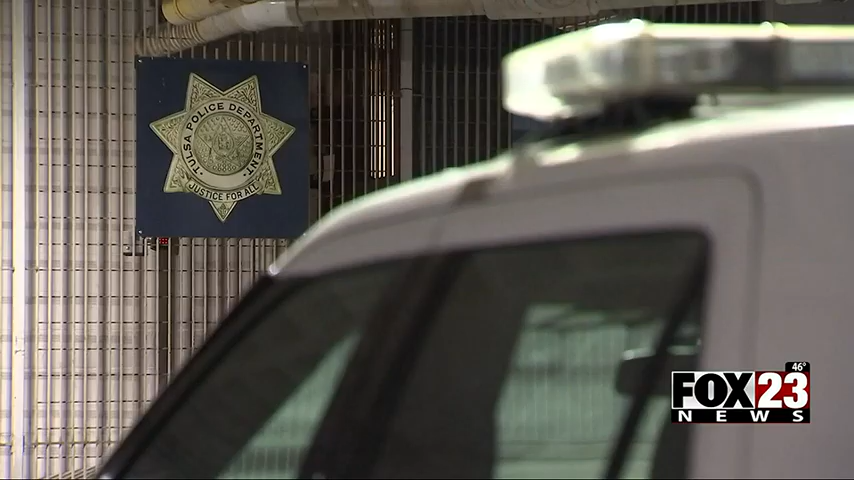 TULSA POLICE DEPARTMENT
JUSTICE FOR ALL
46°
FOX23
NEWS